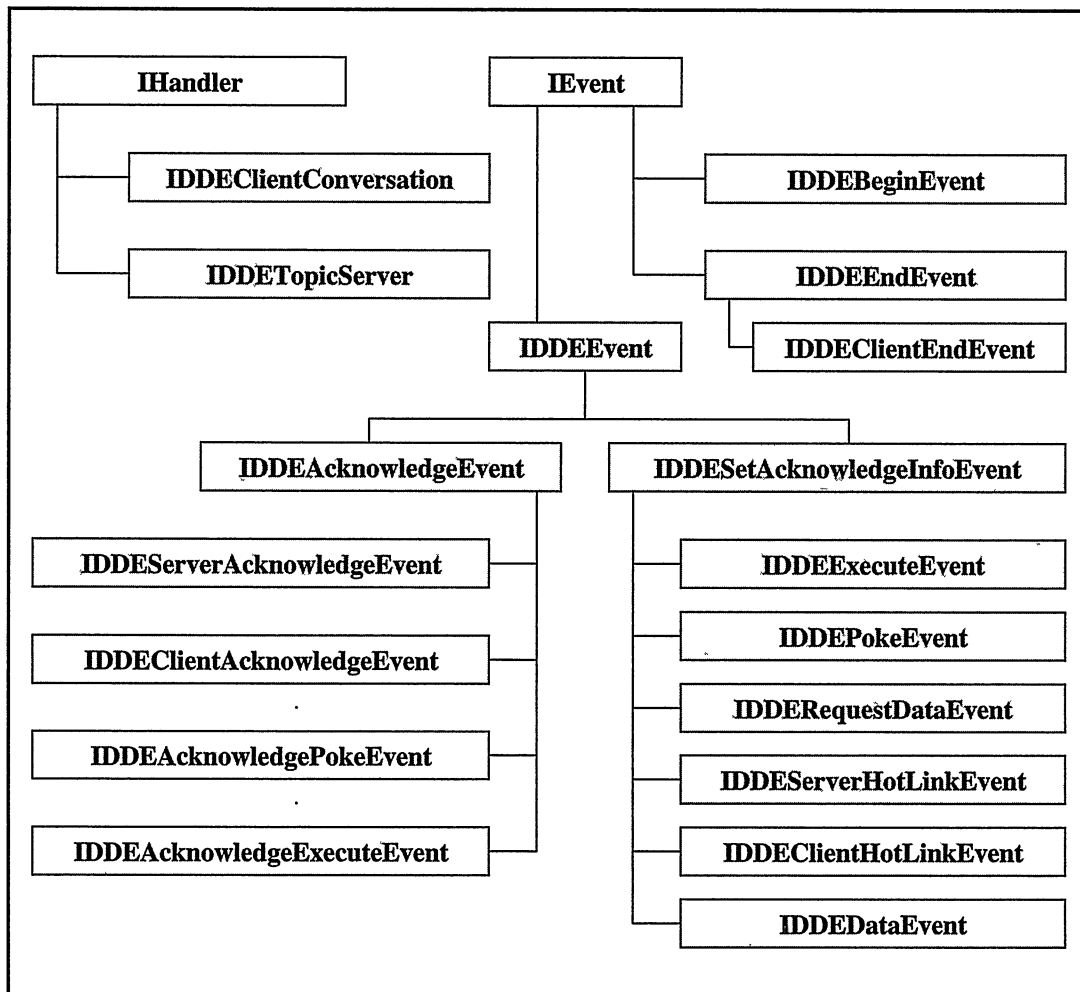 IHandler
IEvent
IDDEClientConversation
IDDEBeginEvent
IDDETopicServer
IDDEEndEvent
IDDEEvent
IDDEClientEndEvent
IDDEAcknowledgeEvent
IDDESetAcknowledgeInfoEvent
IDDEServerAcknowledgeEvent
IDDEExecuteEvent
IDDEClientAcknowledgeEvent
IDDEPokeEvent
IDDERequestDataEvent
IDDEAcknowledgePokeEvent
IDDEServerHotLinkEvent
IDDEAcknowledgeExecuteEvent
IDDEClientHotLinkEvent
IDDEDataEvent